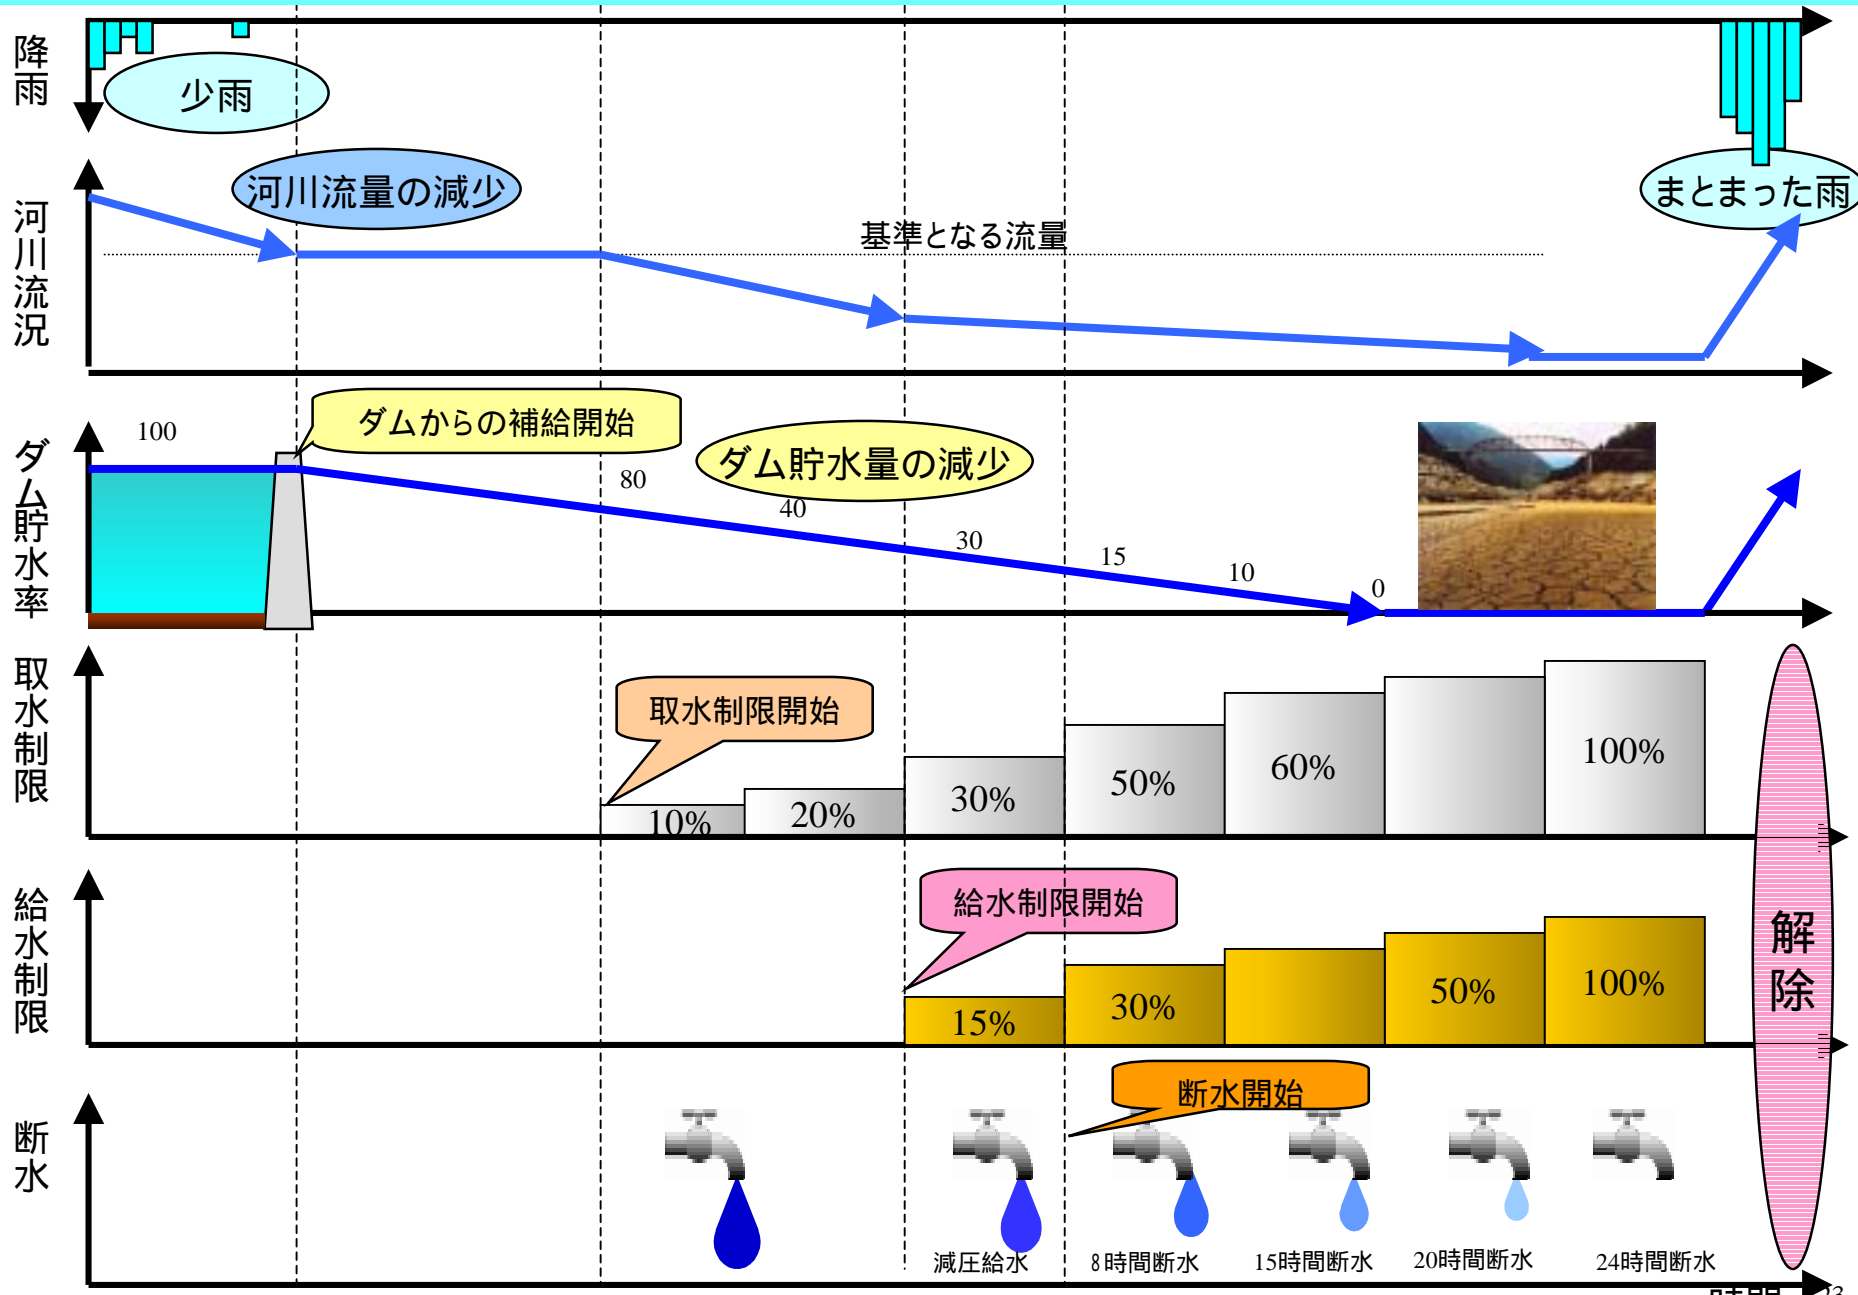 降雨
少雨
まとまった雨
河川流況
河川流量の減少
基準となる流量
ダム貯水率
100
ダムからの補給開始
ダム貯水量の減少
80
40
30
15
10
0
取水制限
取水制限開始
10%
20%
30%
50%
60%
100%
給水制限
給水制限開始
15%
30%
50%
100%
解除
断水
断水開始
減圧給水
8時間断水
15時間断水
20時間断水
24時間断水